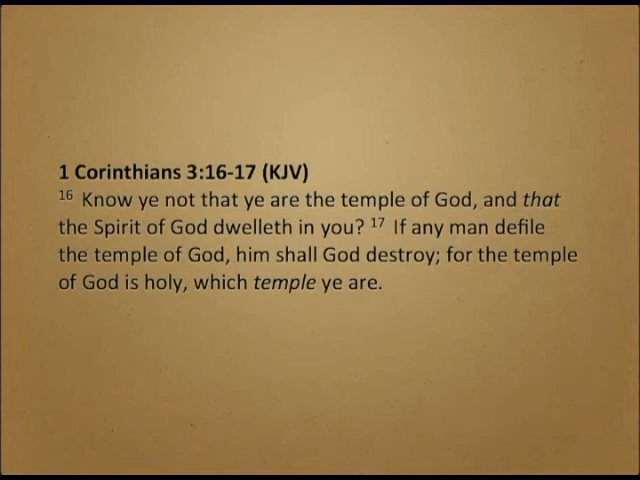 1 Corinthians 3:16-17 (KJV)
16 Know ye not that ye are the temple of God, and that
the Spirit of God dwelleth in you? 17 If any man defile
the temple of God, him shall God destroy; for the temple
of God is holy, which temple ye are.